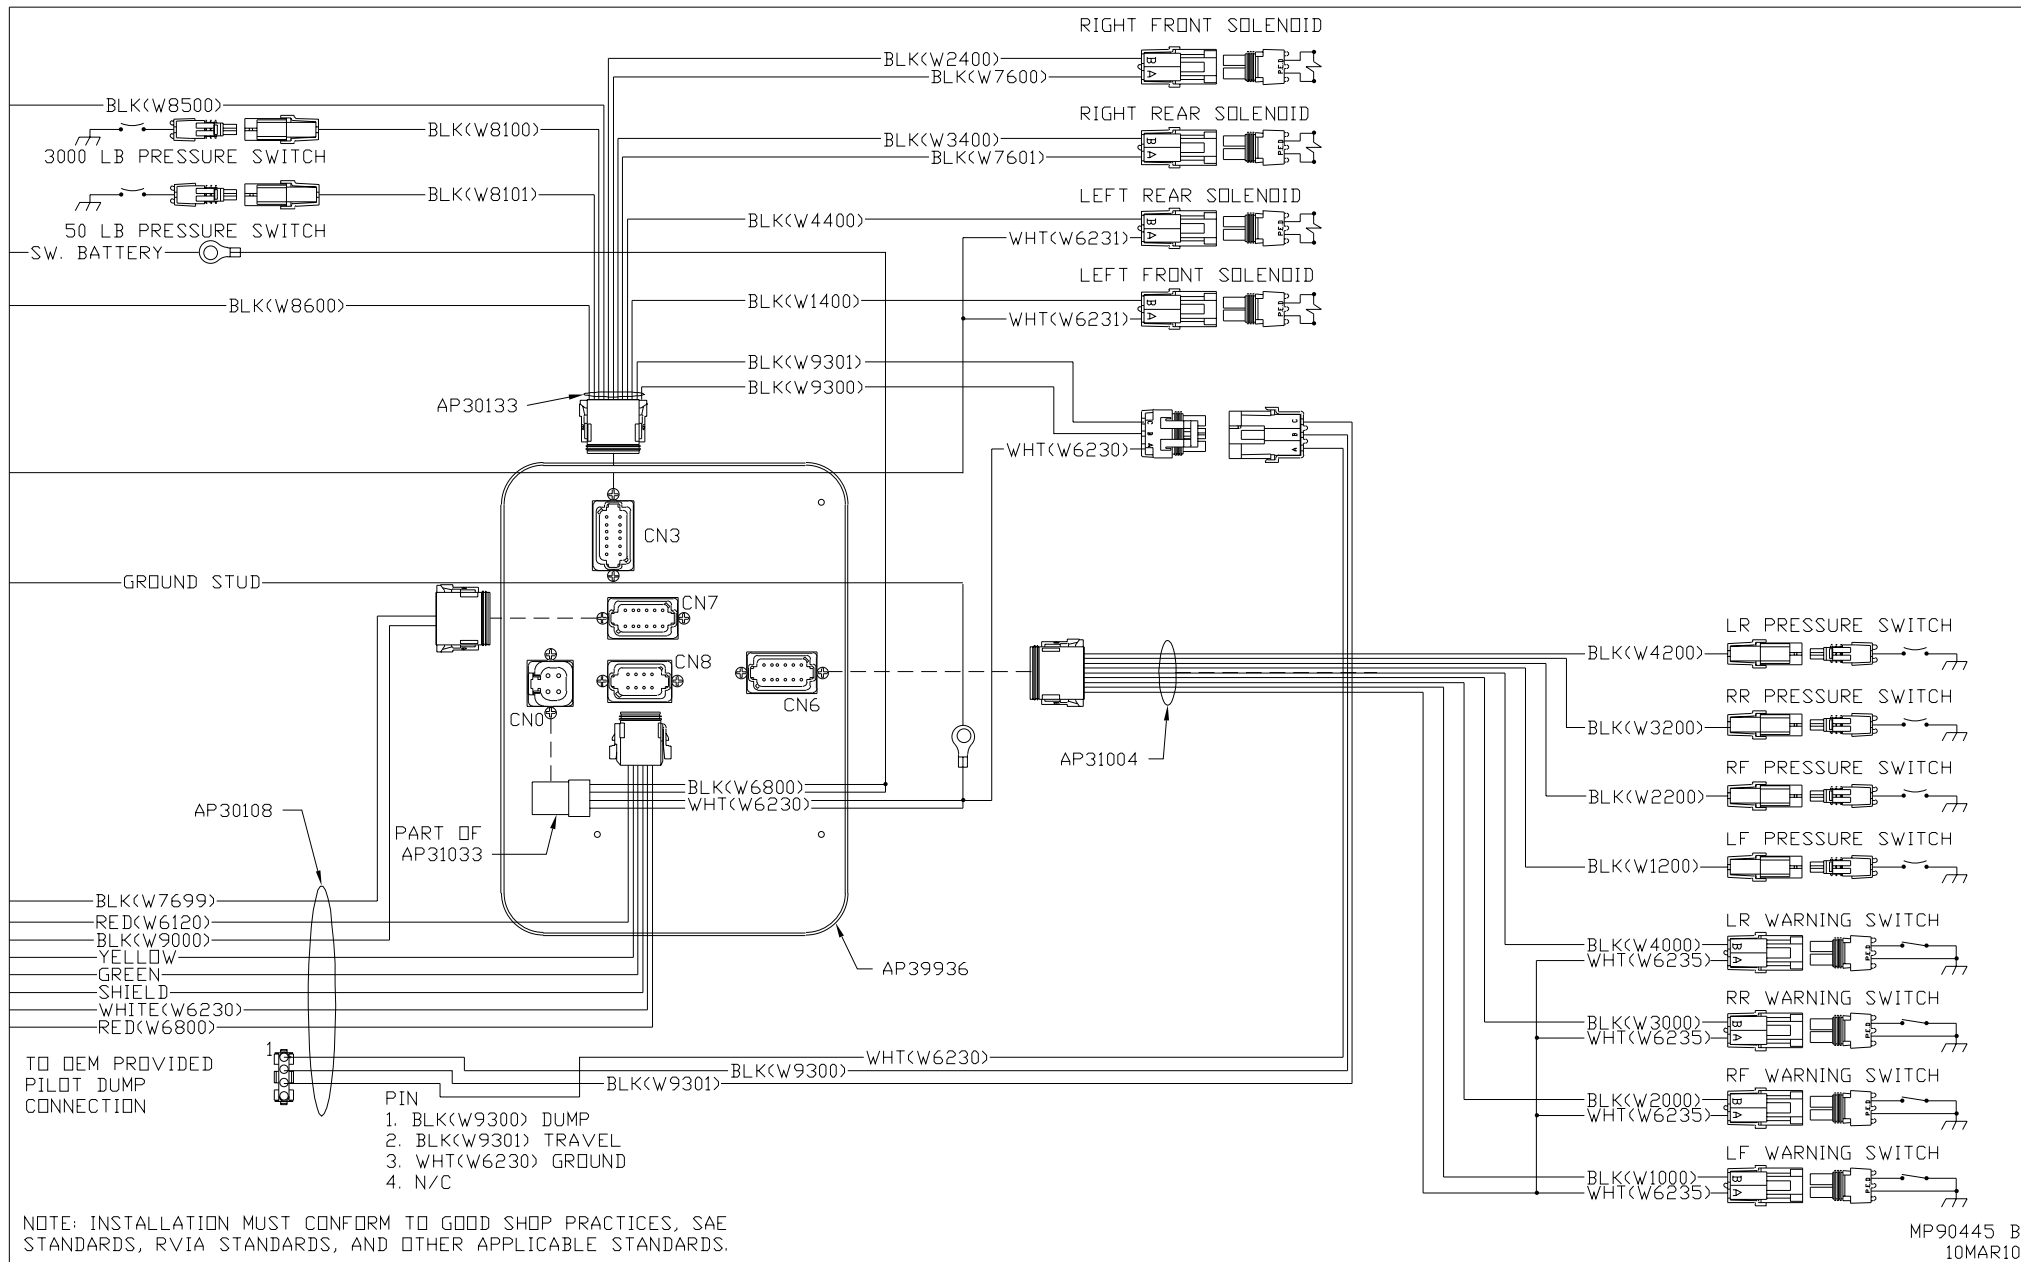 RIGHT FRONT SOLENOID
BLK(W2400)
BLK(W7600)
B
A
PED
BLK(W8500)
BLK(W8100)
3000 LB PRESSURE SWITCH
RIGHT REAR SOLENOID
BLK(W3400)
BLK(W7601)
B
A
PED
BLK(W8101)
50 LB PRESSURE SWITCH
LEFT REAR SOLENOID
BLK(W4400)
WHT(W6231)
B
A
PED
SW. BATTERY
LEFT FRONT SOLENOID
BLK(W8600)
BLK(W1400)
WHT(W6231)
B
A
PED
BLK(W9301)
BLK(W9300)
AP30133
WHT(W6230)
C
B
A
C
B
A
CN3
GROUND STUD
CN7
CN8
CN0
CN6
AP31004
BLK(W6800)
WHT(W6230)
AP30108
PART OF
AP31033
AP39936
LR PRESSURE SWITCH
BLK(W4200)
RR PRESSURE SWITCH
BLK(W3200)
RF PRESSURE SWITCH
BLK(W2200)
LF PRESSURE SWITCH
BLK(W1200)
LR WARNING SWITCH
BLK(W4000)
WHT(W6235)
B
A
PED
RR WARNING SWITCH
BLK(W3000)
WHT(W6235)
B
A
PED
RF WARNING SWITCH
BLK(W2000)
WHT(W6235)
B
A
PED
LF WARNING SWITCH
BLK(W1000)
WHT(W6235)
B
A
PED
BLK(W7699)
RED(W6120)
BLK(W9000)
YELLOW
GREEN
SHIELD
WHITE(W6230)
RED(W6800)
1
TO OEM PROVIDED
PILOT DUMP
CONNECTION
WHT(W6230)
BLK(W9300)
BLK(W9301)
PIN
1. BLK(W9300) DUMP
2. BLK(W9301) TRAVEL
3. WHT(W6230) GROUND
4. N/C
NOTE: INSTALLATION MUST CONFORM TO GOOD SHOP PRACTICES, SAE
STANDARDS, RVIA STANDARDS, AND OTHER APPLICABLE STANDARDS.
MP90445 B
10MAR10